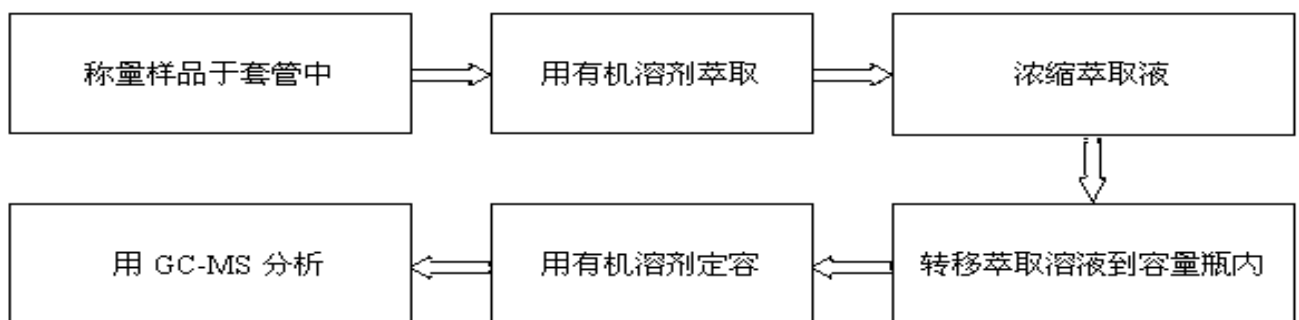 称量样品于套管中
用有机溶剂萃取
浓缩萃取液
转移萃取溶液到容量瓶内
用有机溶剂定容
用 GC-MS 分析